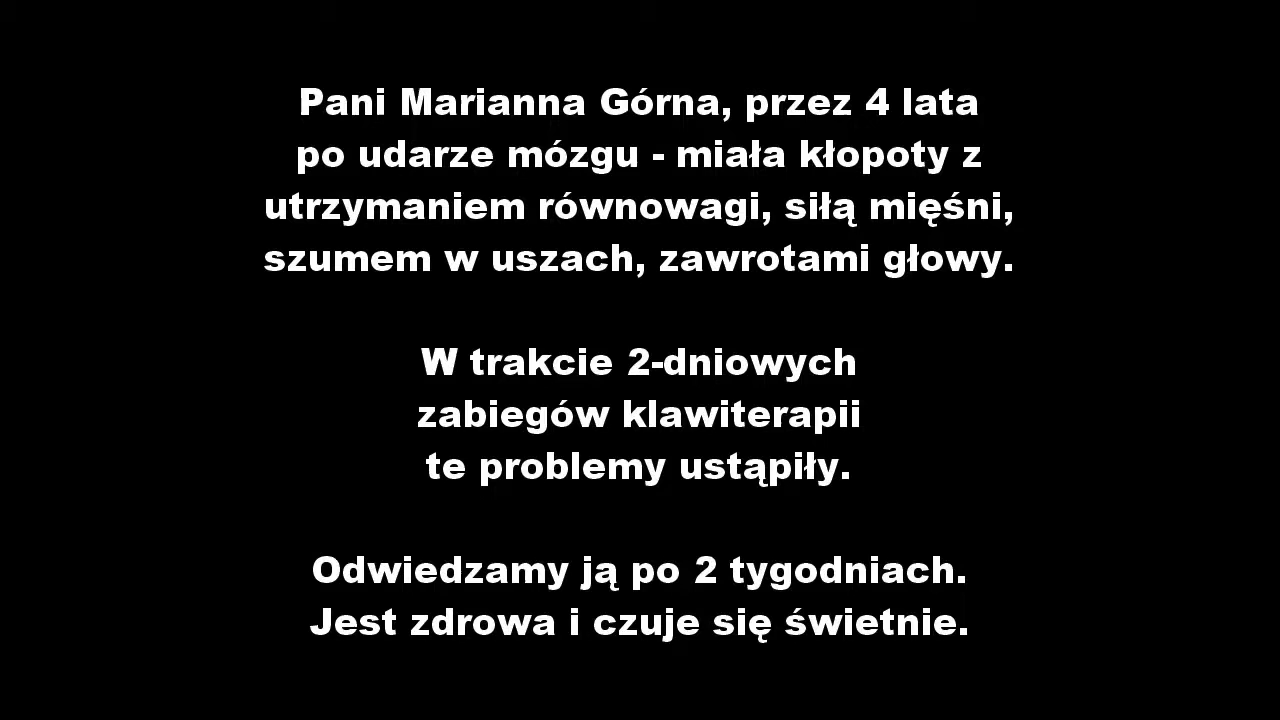 Pani Marianna Górna, przez 4 lata
po udarze mózgu - miała kłopoty z
utrzymaniem równowagi, siłą mięśni,
szumem w uszach, zawrotami głowy.
W trakcie 2-dniowych
zabiegów klawiterapii
te problemy ustąpiły.
Odwiedzamy ją po 2 tygodniach.
Jest zdrowa i czuje się świetnie.